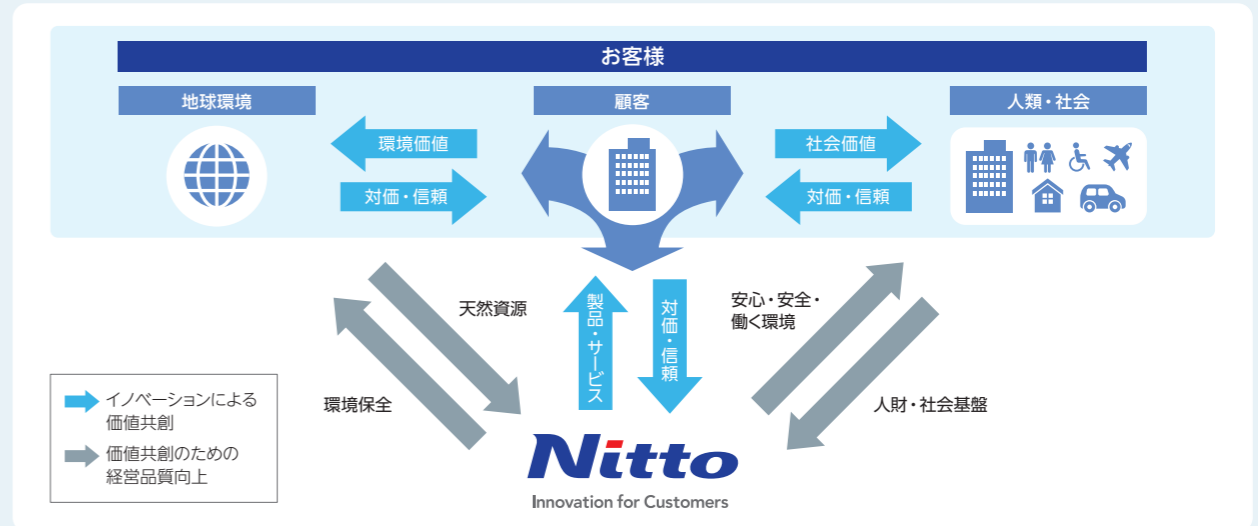 お客様
地球環境
顧客
人類・社会
環境価値
対価・信頼
社会価値
対価・信頼
天然資源
環境保全
製品・サービス
対価・信頼
安心・安全・
働く環境
人財・社会基盤
イノベーションによる
価値共創
価値共創のための
経営品質向上
Nitto
Innovation for Customers